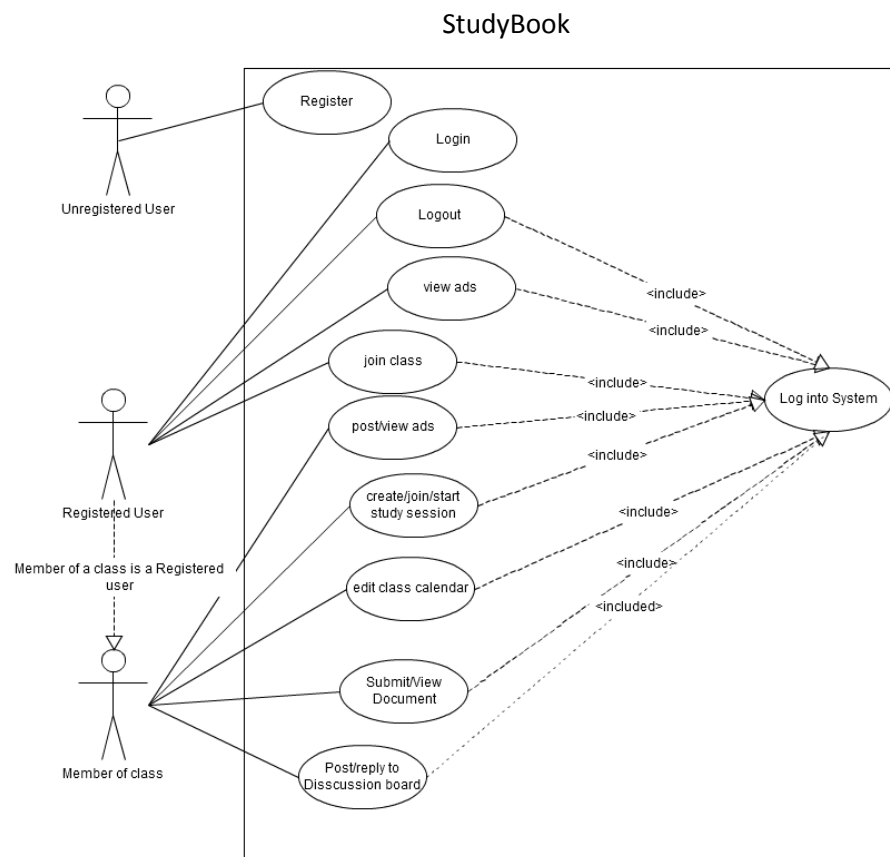 StudyBook
Register
Unregistered User
Login
Logout
<include>
view ads
<include>
join class
<include>
Log into System
post/view ads
<include>
<include>
Registered User
create/join/start
study session
<include>
Member of a class is a Registered
user
edit class calendar
<include>
<included>
Submit/View
Document
Member of class
Post/reply to
Disscussion board